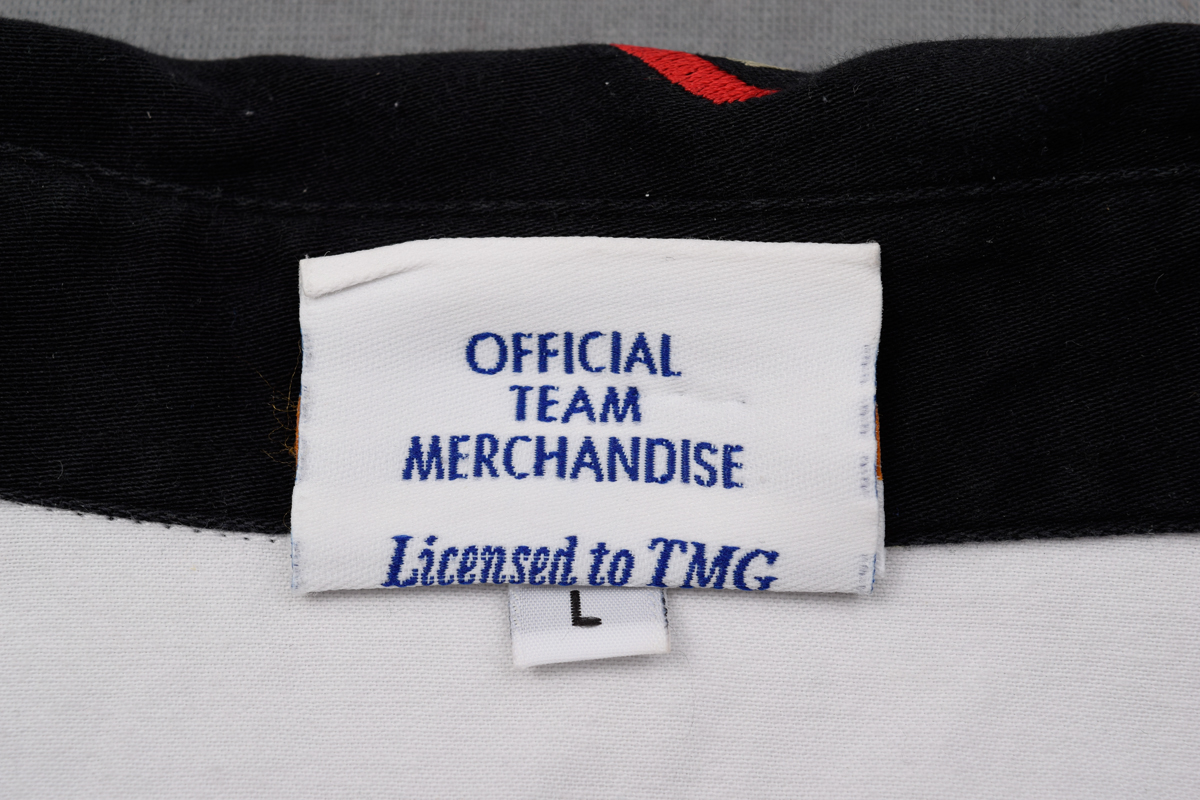 OFFICIAL
TEAM
MERCHANDISE
Licensed to TMG
L